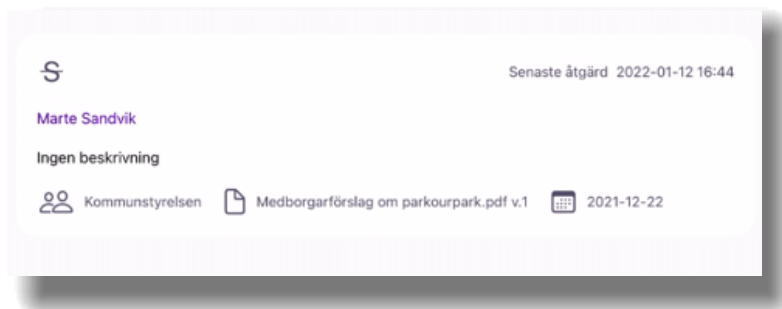 Senaste åtgärd 2022-01-12 16:44
Marte Sandvik
Ingen beskrivning
Kommunstyrelsen Medborgarförslag om parkourpark.pdf v.1 2021-12-22